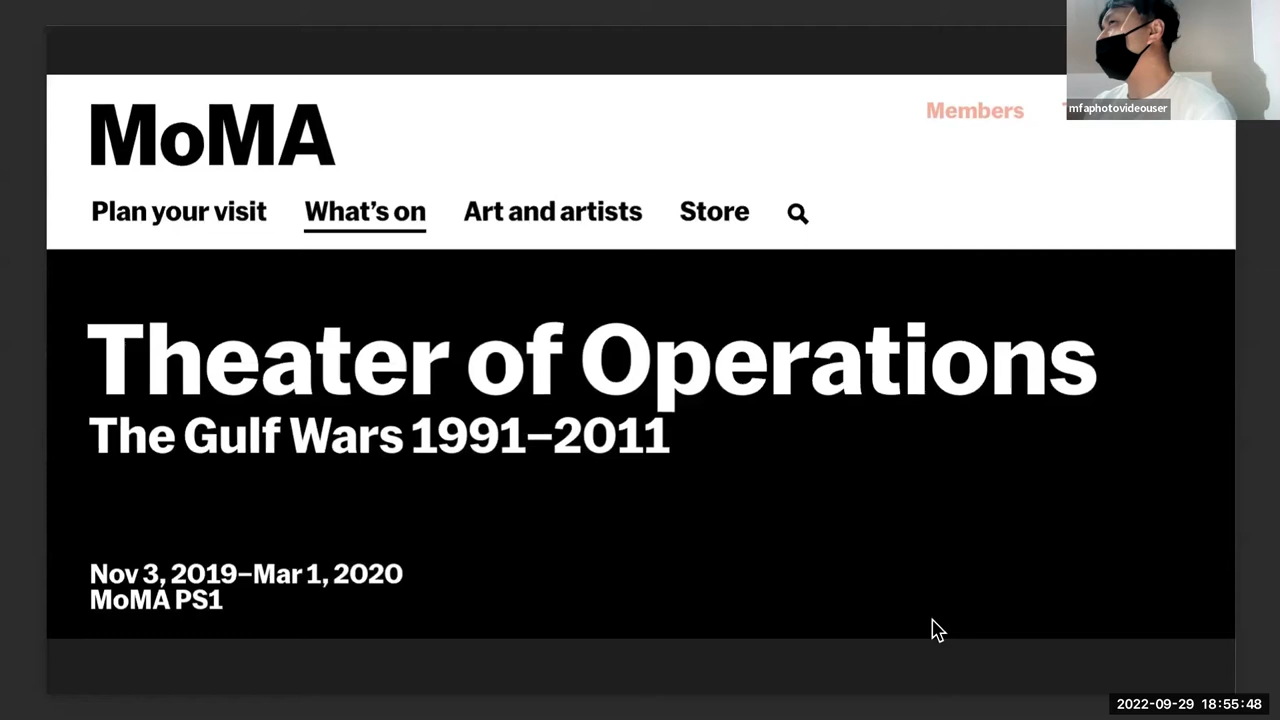 MoMA
Members
mfaphotovideouser
Plan your visit What's on Art and artists Store
Theater of Operations
The Gulf Wars 1991–2011
Nov 3, 2019–Mar 1, 2020
MoMA PS1
2022-09-29 18:55:48